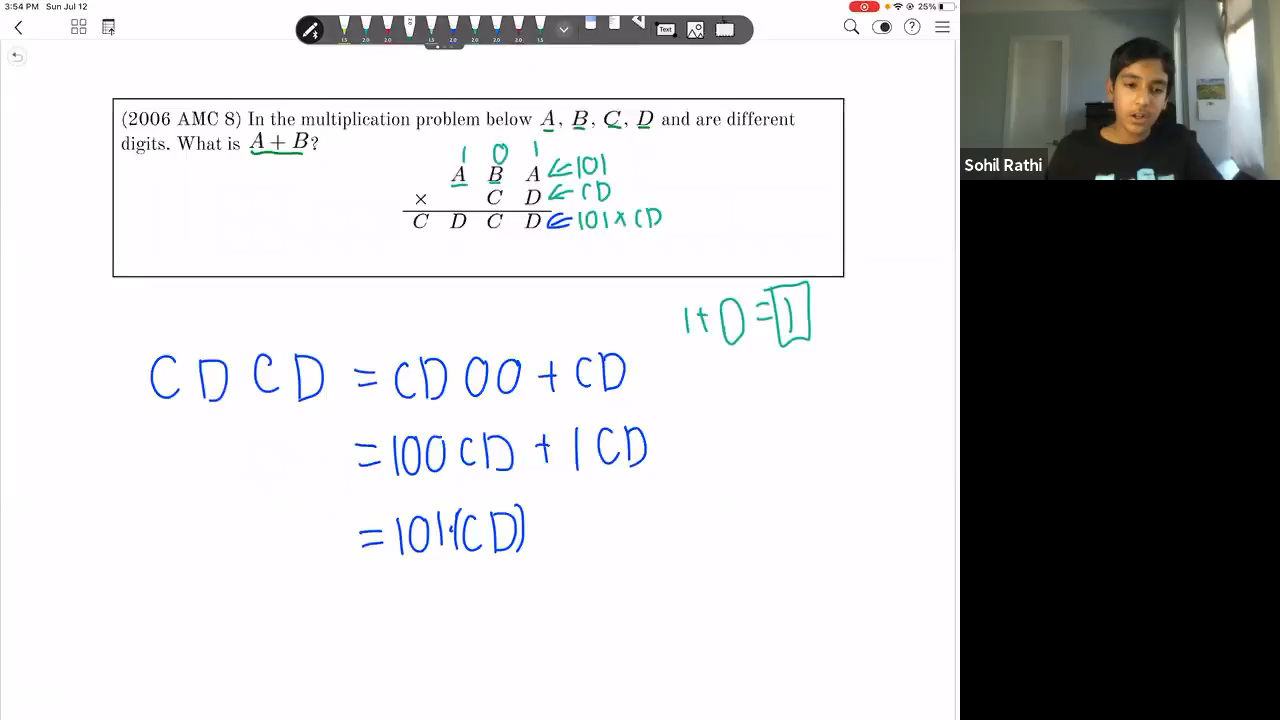 3:54 PM Sun Jul 12
25%
Text
(2006 AMC 8) In the multiplication problem below A, B, C, D and are different
digits. What is A + B?
1 0 1
A B A ← 101
× C D ← CD
C D C D ← 101 × CD
1 + 0 = 1
C D C D = CD 00 + CD
= 100 CD + 1 CD
= 101·(CD)
Sohil Rathi